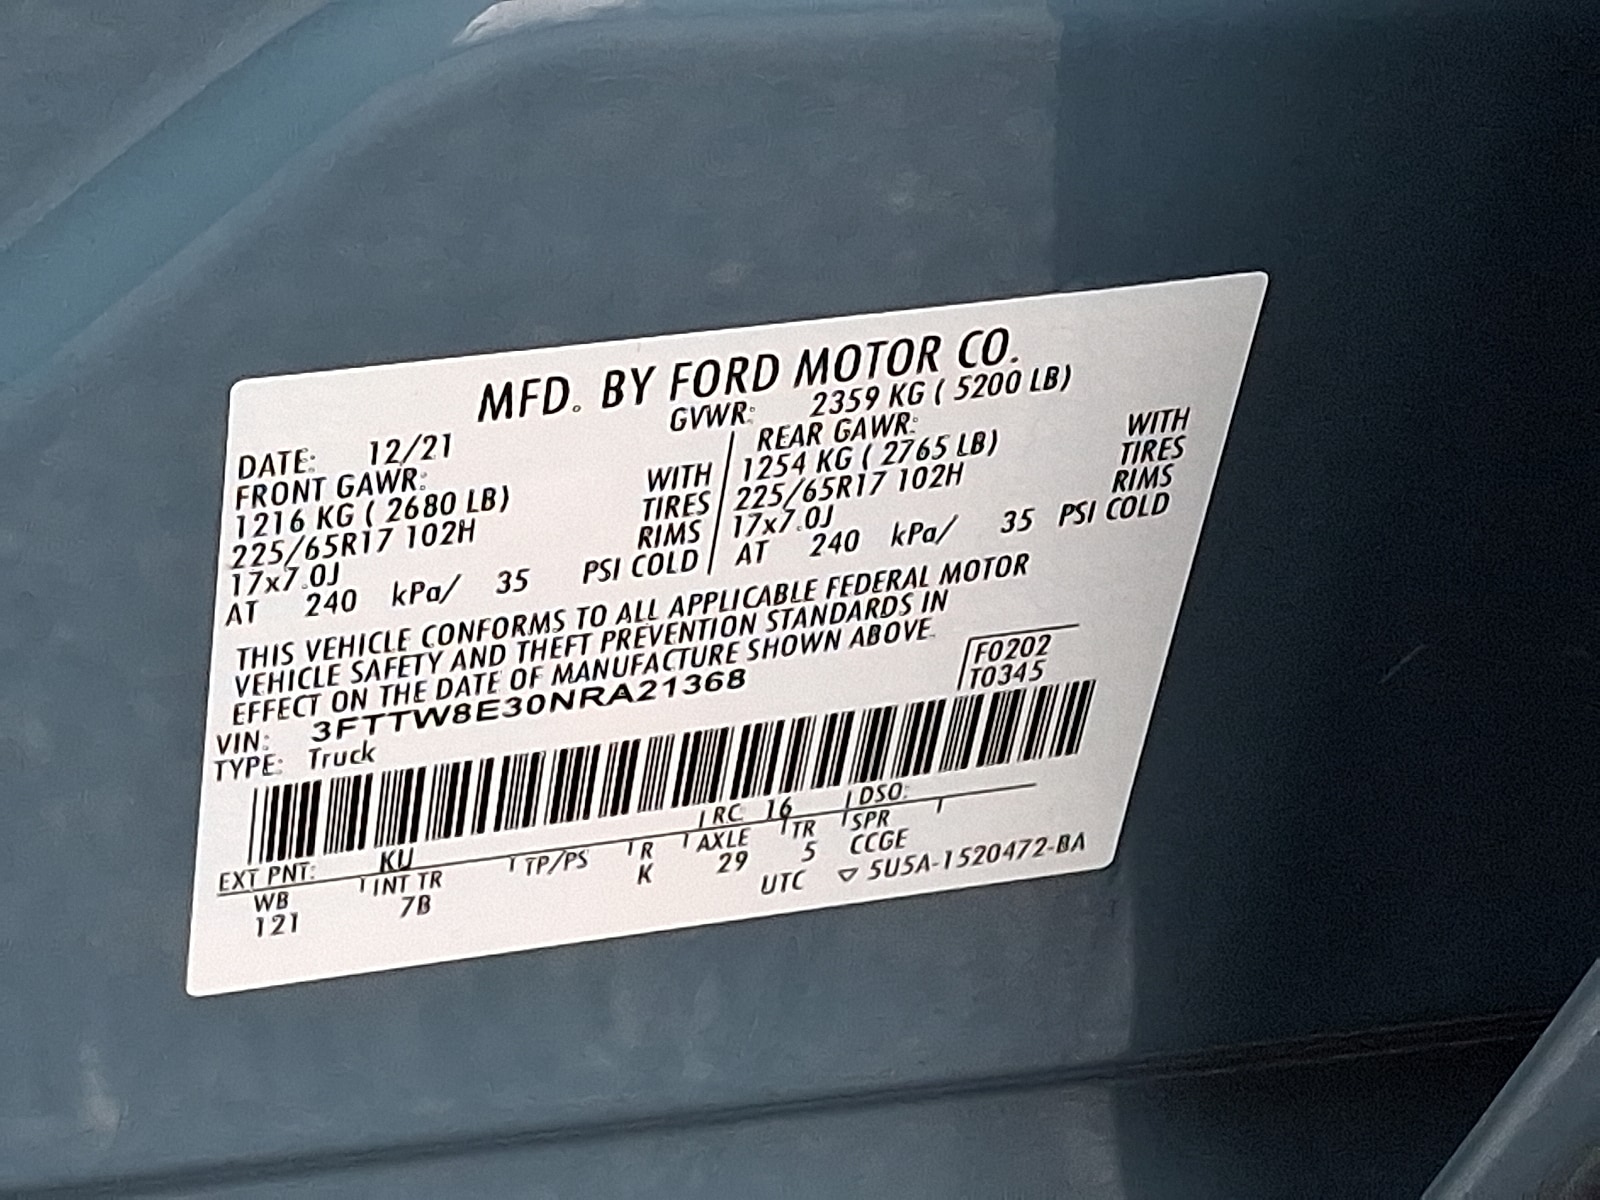 MFD. BY FORD MOTOR CO.
DATE: 12/21 GVWR: 2359 KG ( 5200 LB)
FRONT GAWR: REAR GAWR:
1216 KG ( 2680 LB) WITH 1254 KG ( 2765 LB) WITH
225/65R17 102H TIRES 225/65R17 102H TIRES
17x7.0J RIMS 17x7.0J RIMS
AT 240 kPa/ 35 PSI COLD AT 240 kPa/ 35 PSI COLD
THIS VEHICLE CONFORMS TO ALL APPLICABLE FEDERAL MOTOR
VEHICLE SAFETY AND THEFT PREVENTION STANDARDS IN
EFFECT ON THE DATE OF MANUFACTURE SHOWN ABOVE.
VIN: 3FTTW8E30NRA21368 F0202
TYPE: Truck T0345
EXT PNT: KU RC: 16 DSO:
WB INT TR TP/PS R AXLE TR SPR
121 7B K 29 5 CCGE
UTC ▽ 5U5A-1520472-BA